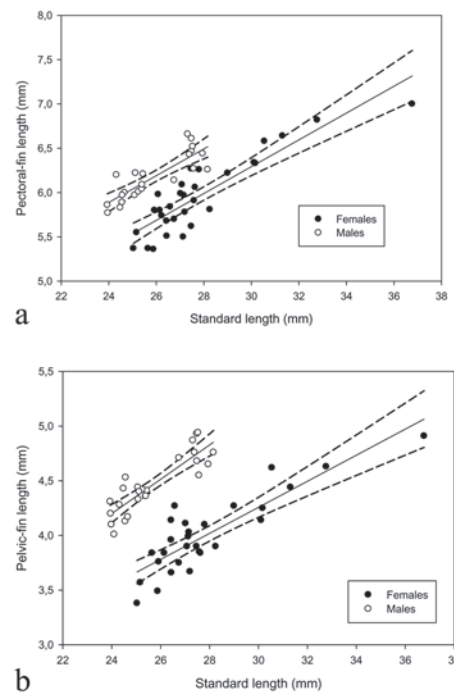 8,0
7,5
7,0
6,5
6,0
5,5
5,0
Pectoral-fin length (mm)
Females
Males
22 24 26 28 30 32 34 36 38
Standard length (mm)
a
5,5
5,0
4,5
4,0
3,5
3,0
Pelvic-fin length (mm)
Females
Males
22 24 26 28 30 32 34 36 3
Standard length (mm)
b